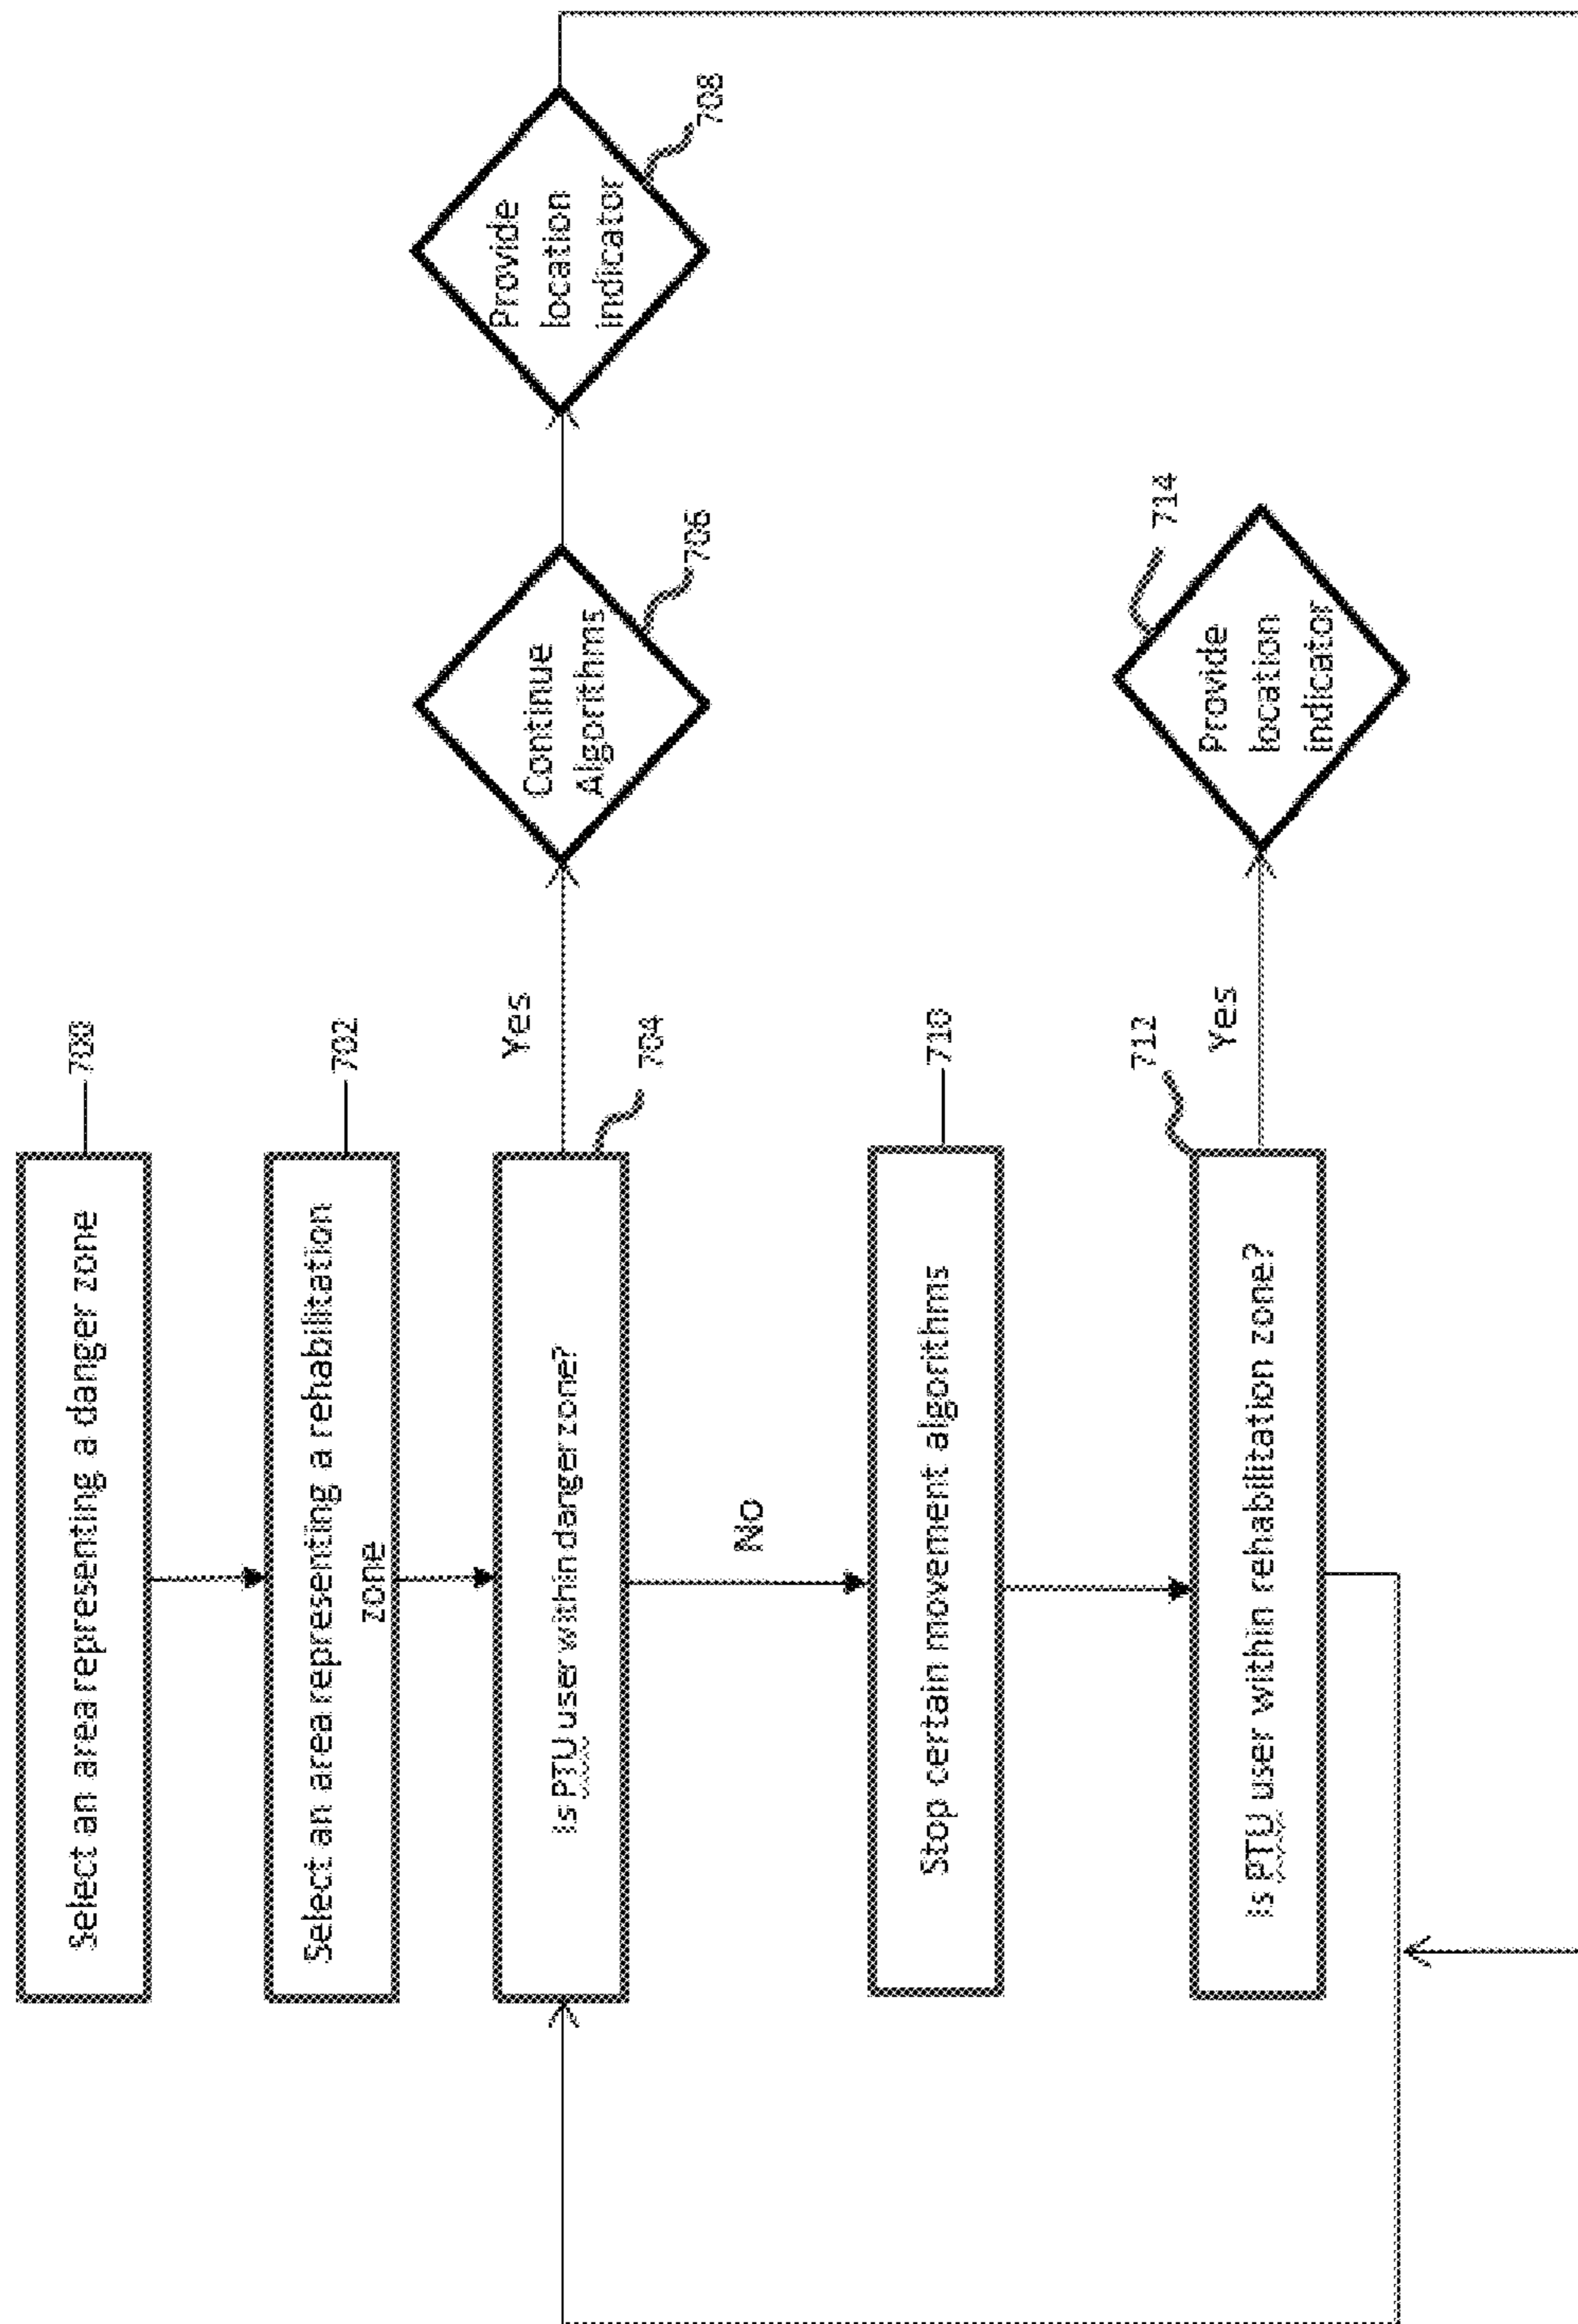 Select an area representing a danger zone
700
Select an area representing a rehabilitation
zone
702
Is PTU user within danger zone?
704
Yes
Continue
Algorithms
706
Provide
location
indicator
708
No
Stop certain movement algorithms
710
Is PTU user within rehabilitation zone?
712
Yes
Provide
location
indicator
714